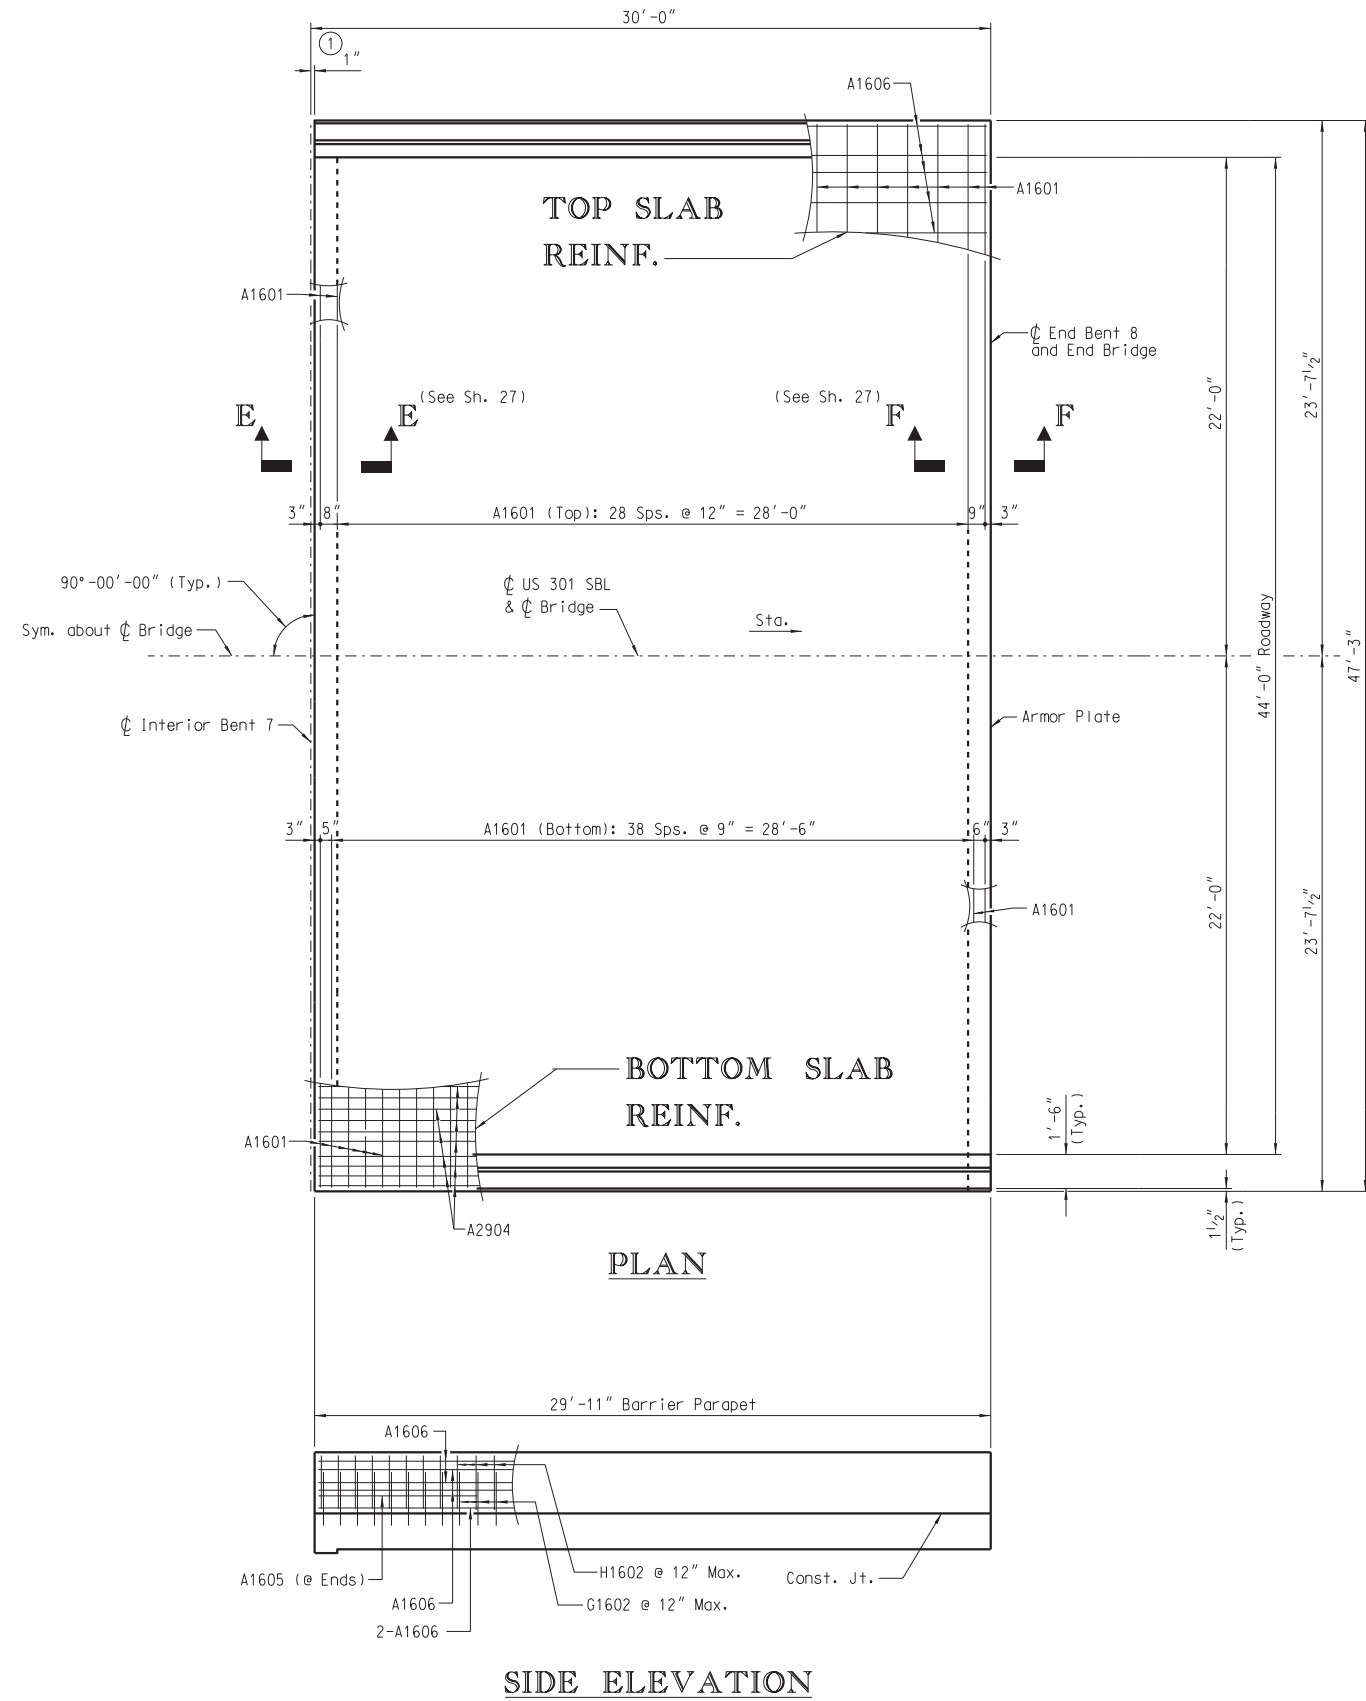 30'-0"
1
1"
A1606
A1601
TOP SLAB
REINF.
A1601
℄ End Bent 8
and End Bridge
(See Sh. 27)
(See Sh. 27)
E
E
F
F
22'-0"
23'-7½"
3"
8"
A1601 (Top): 28 Sps. @ 12" = 28'-0"
9"
3"
90°-00'-00" (Typ.)
℄ US 301 SBL
& ℄ Bridge
Sta.
Sym. about ℄ Bridge
44'-0" Roadway
47'-3"
℄ Interior Bent 7
Armor Plate
3"
5"
A1601 (Bottom): 38 Sps. @ 9" = 28'-6"
6"
3"
A1601
22'-0"
23'-7½"
BOTTOM SLAB
REINF.
1'-6"
(Typ.)
A1601
A2904
1½"
(Typ.)
PLAN
29'-11" Barrier Parapet
A1606
H1602 @ 12" Max.
Const. Jt.
A1605 (@ Ends)
A1606
G1602 @ 12" Max.
2-A1606
SIDE ELEVATION